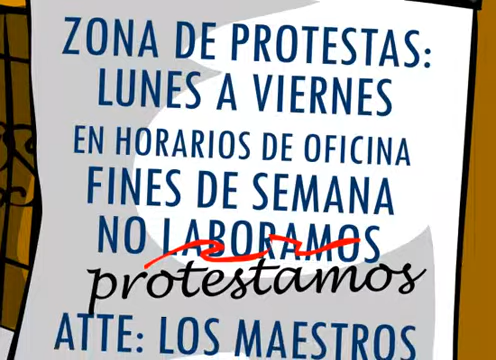 ZONA DE PROTESTAS:
LUNES A VIERNES
EN HORARIOS DE OFICINA
FINES DE SEMANA
NO LABORAMOS
protestamos
ATTE: LOS MAESTROS